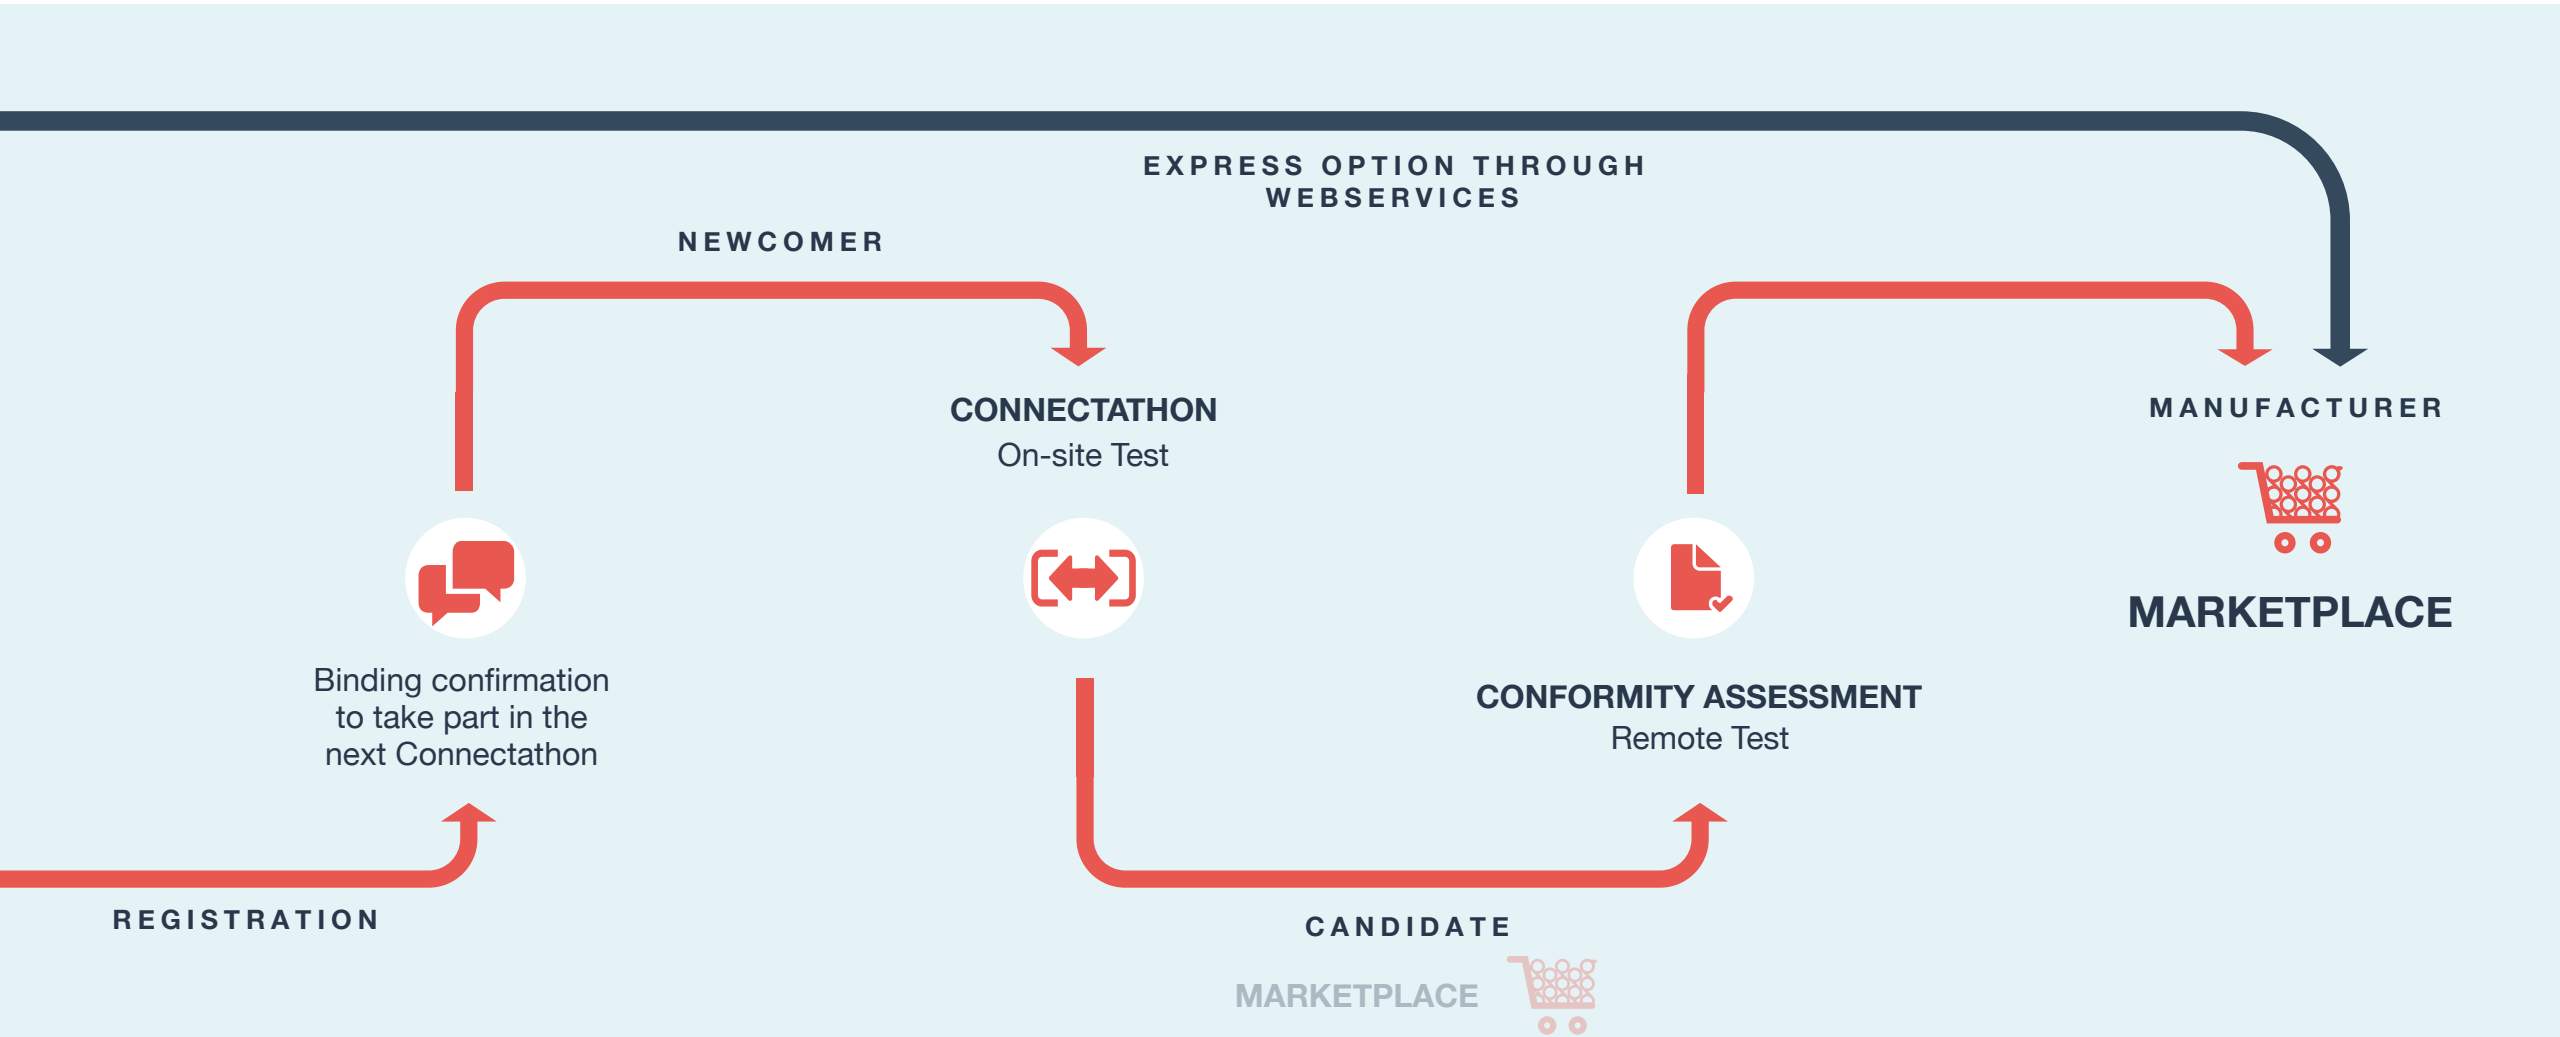 EXPRESS OPTION THROUGH
WEBSERVICES
NEWCOMER
CONNECTATHON
On-site Test
MANUFACTURER
MARKETPLACE
Binding confirmation
to take part in the
next Connectathon
CONFORMITY ASSESSMENT
Remote Test
REGISTRATION
CANDIDATE
MARKETPLACE